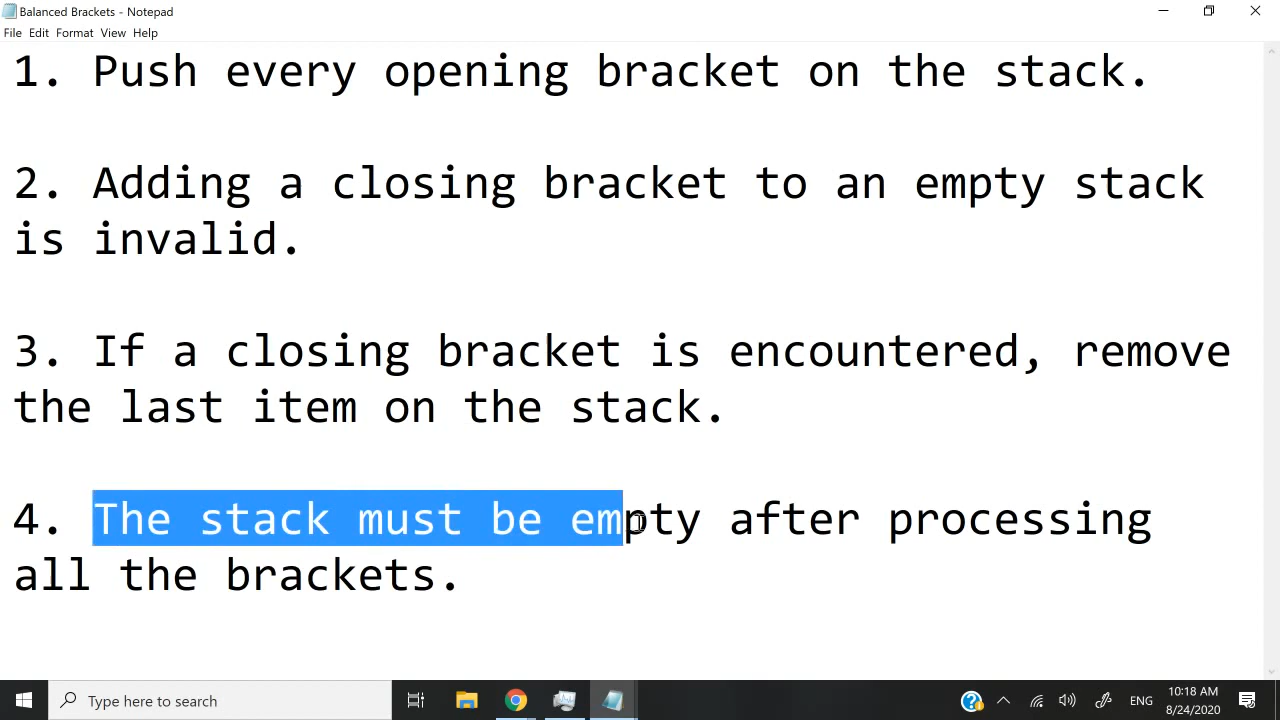 Balanced Brackets - Notepad
File Edit Format View Help
1. Push every opening bracket on the stack.
2. Adding a closing bracket to an empty stack
is invalid.
3. If a closing bracket is encountered, remove
the last item on the stack.
4. The stack must be empty after processing
all the brackets.
Type here to search
ENG
10:18 AM
8/24/2020